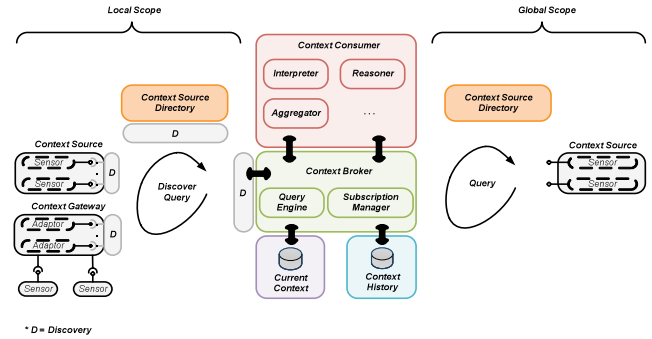 Local Scope
Global Scope
Context Consumer
Interpreter
Reasoner
Aggregator
...
Context Source
Directory
D
Context Source
Directory
Context Source
Sensor
Sensor
D
Discover
Query
D
Context Broker
Query
Engine
Subscription
Manager
Query
Context Source
Sensor
Sensor
Context Gateway
Adaptor
Adaptor
D
Sensor
Sensor
Current
Context
Context
History
* D = Discovery